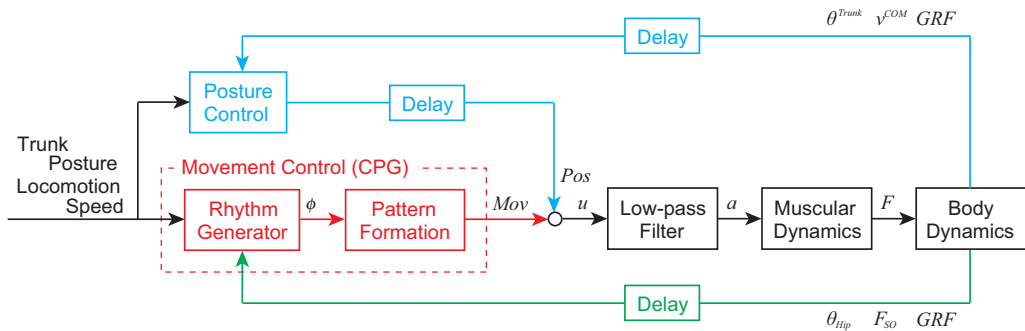 θ^Trunk v^COM GRF
Delay
Posture
Control
Delay
Trunk
Posture
Locomotion
Speed
Movement Control (CPG)
Pos
Rhythm
Generator
ϕ
Pattern
Formation
Mov
u
Low-pass
Filter
a
Muscular
Dynamics
F
Body
Dynamics
Delay
θ_Hip F_SO GRF